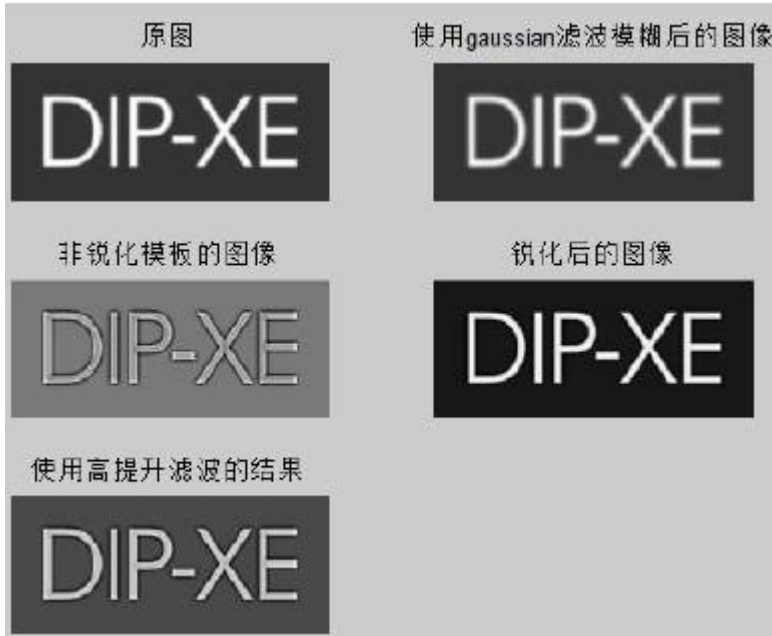 原图
使用gaussian滤波模糊后的图像
DIP-XE
DIP-XE
非锐化模板的图像
锐化后的图像
DIP-XE
DIP-XE
使用高提升滤波的结果
DIP-XE